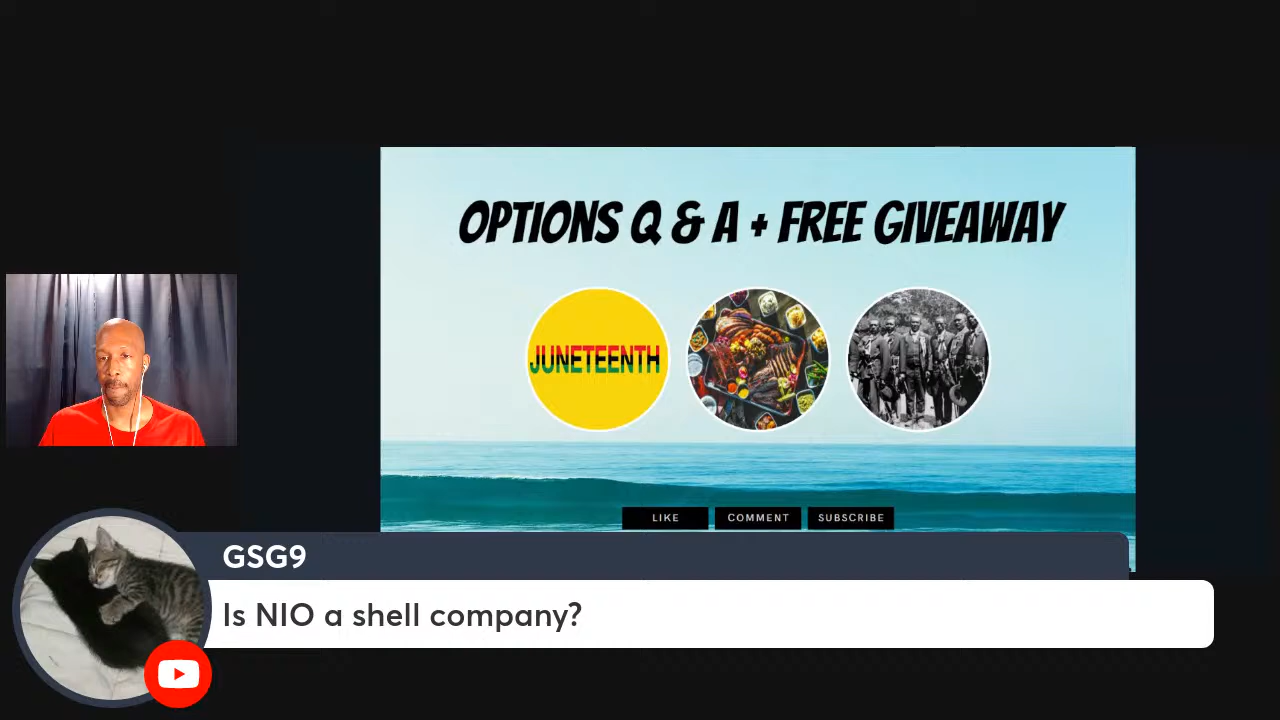 OPTIONS Q & A + FREE GIVEAWAY
JUNETEENTH
LIKE
COMMENT
SUBSCRIBE
GSG9
Is NIO a shell company?